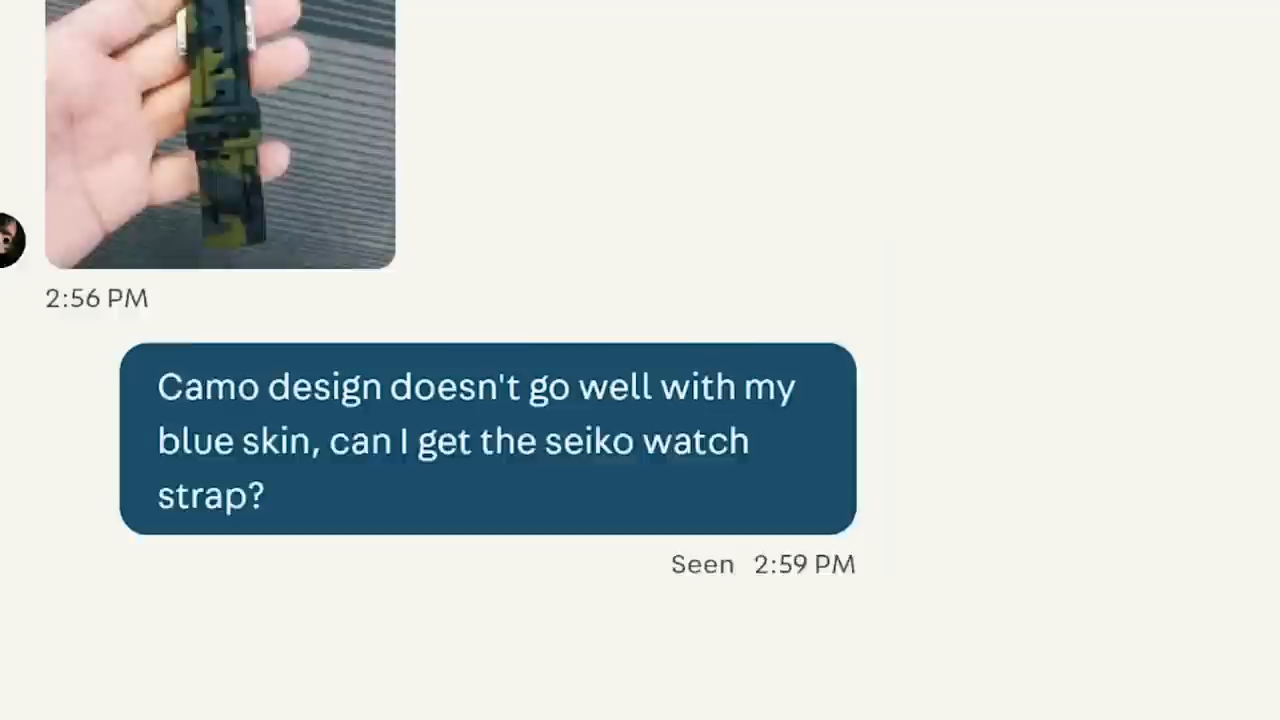 2:56 PM
Camo design doesn't go well with my
blue skin, can I get the seiko watch
strap?
Seen 2:59 PM